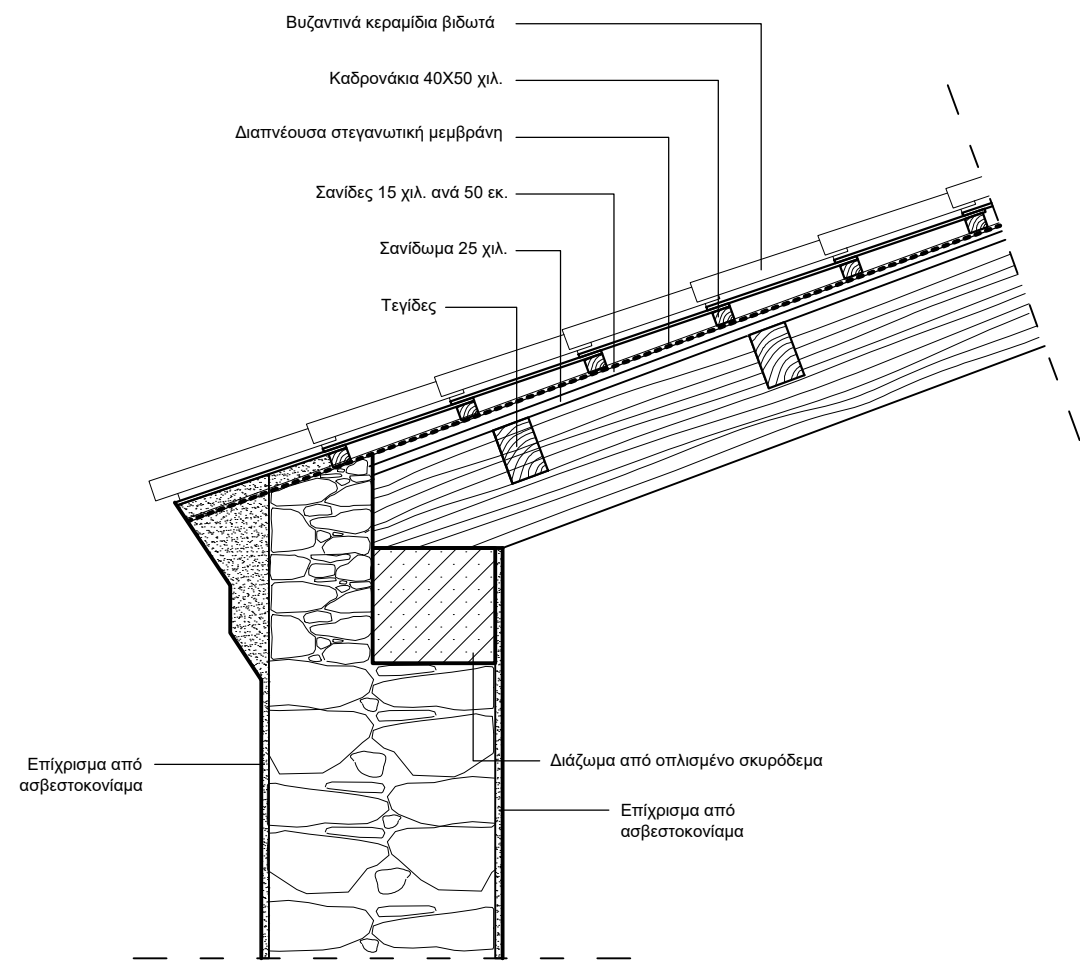 Βυζαντινά κεραμίδια βιδωτά
Καδρονάκια 40Χ50 χιλ.
Διαπνέουσα στεγανωτική μεμβράνη
Σανίδες 15 χιλ. ανά 50 εκ.
Σανίδωμα 25 χιλ.
Τεγίδες
Επίχρισμα από
ασβεστοκονίαμα
Διάζωμα από οπλισμένο σκυρόδεμα
Επίχρισμα από
ασβεστοκονίαμα